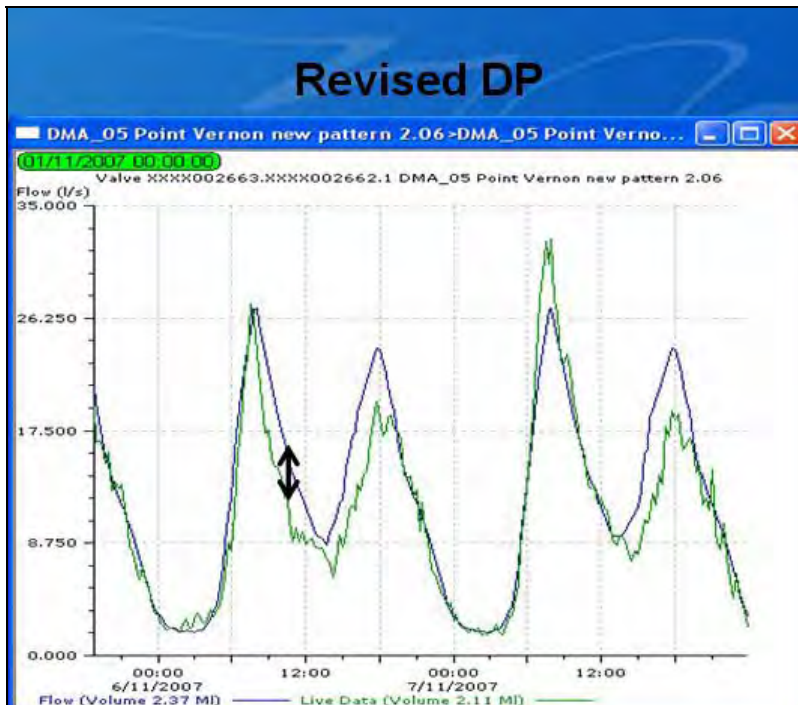 Revised DP
DMA_05 Point Vernon new pattern 2.06>DMA_05 Point Verno...
01/11/2007 00:00:00
Valve XXXX002663.XXXX002662.1 DMA_05 Point Vernon new pattern 2.06
Flow (l/s)
35.000
26.250
17.500
8.750
0.000
00:00 12:00 00:00 12:00
6/11/2007 7/11/2007
Flow (Volume 2.37 Ml) Live Data (Volume 2.11 Ml)